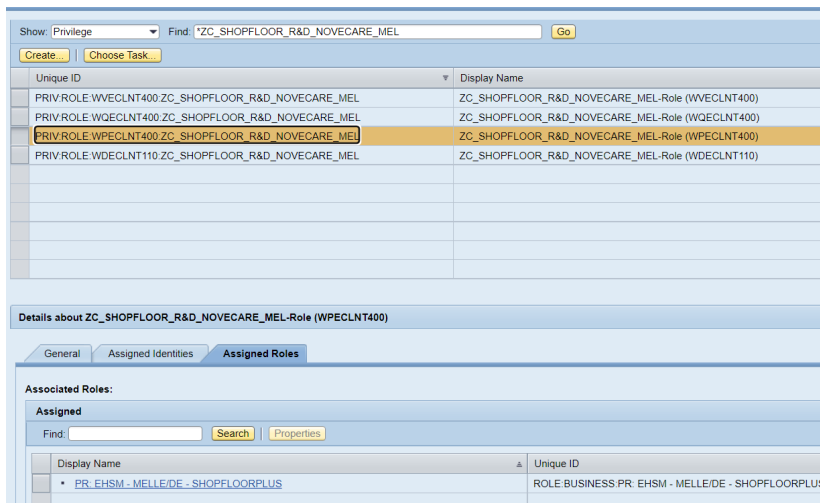 Show: Privilege Find: *ZC_SHOPFLOOR_R&D_NOVECARE_MEL Go
Create... Choose Task...
Unique ID Display Name
PRIV:ROLE:WVECLNT400:ZC_SHOPFLOOR_R&D_NOVECARE_MEL ZC_SHOPFLOOR_R&D_NOVECARE_MEL-Role (WVECLNT400)
PRIV:ROLE:WQECLNT400:ZC_SHOPFLOOR_R&D_NOVECARE_MEL ZC_SHOPFLOOR_R&D_NOVECARE_MEL-Role (WQECLNT400)
PRIV:ROLE:WPECLNT400:ZC_SHOPFLOOR_R&D_NOVECARE_MEL ZC_SHOPFLOOR_R&D_NOVECARE_MEL-Role (WPECLNT400)
PRIV:ROLE:WDECLNT110:ZC_SHOPFLOOR_R&D_NOVECARE_MEL ZC_SHOPFLOOR_R&D_NOVECARE_MEL-Role (WDECLNT110)
Details about ZC_SHOPFLOOR_R&D_NOVECARE_MEL-Role (WPECLNT400)
General Assigned Identities Assigned Roles
Associated Roles:
Assigned
Find: Search Properties
Display Name Unique ID
• PR: EHSM - MELLE/DE - SHOPFLOORPLUS ROLE:BUSINESS:PR: EHSM - MELLE/DE - SHOPFLOORPLUS